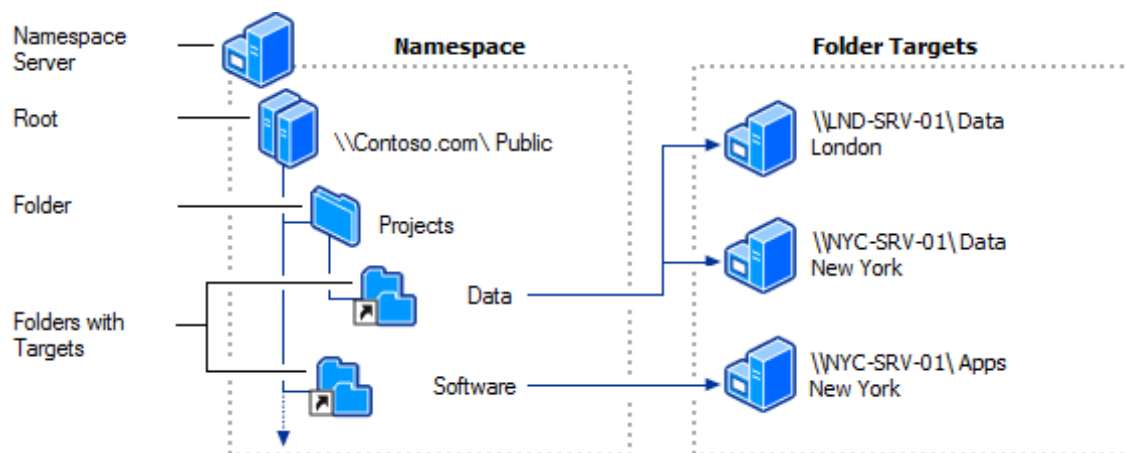 Namespace
Server
Namespace
Folder Targets
Root
\\Contoso.com\ Public
\\LND-SRV-01\ Data
London
Folder
Projects
\\NYC-SRV-01\ Data
New York
Data
Folders with
Targets
Software
\\NYC-SRV-01\ Apps
New York